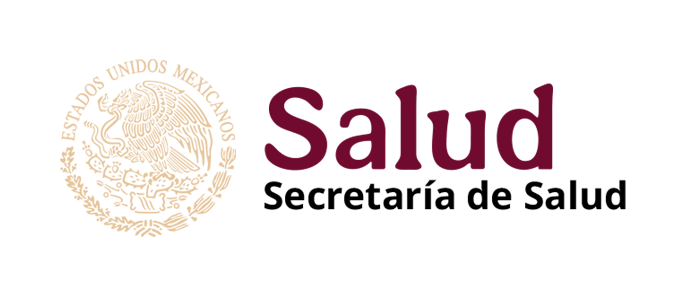 ESTADOS UNIDOS MEXICANOS
Salud
Secretaría de Salud